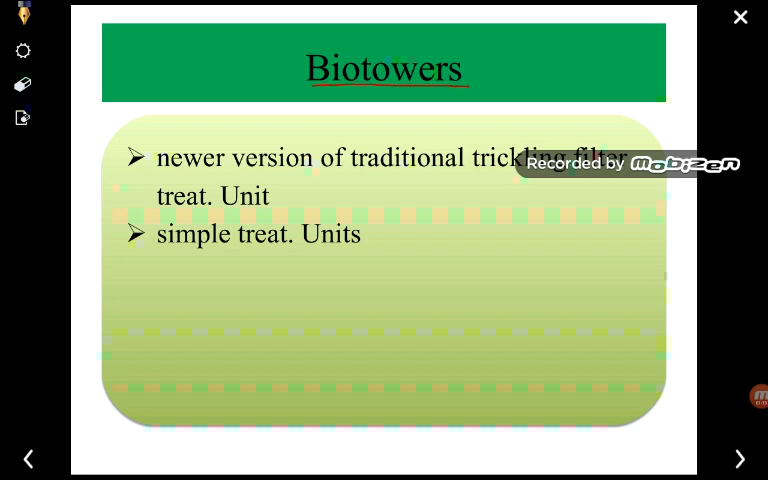 Biotowers
➢ newer version of traditional trickling filter
Recorded by mobizen
treat. Unit
➢ simple treat. Units